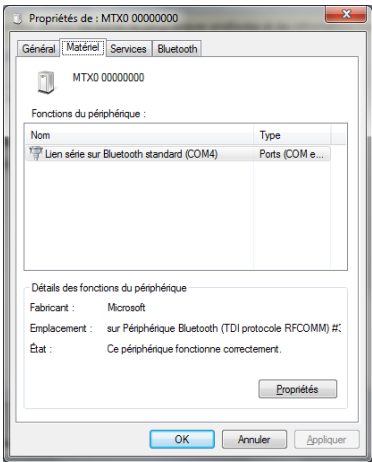 Propriétés de : MTX0 00000000
Général Matériel Services Bluetooth
MTX0 00000000
Fonctions du périphérique :
Nom Type
Lien série sur Bluetooth standard (COM4) Ports (COM e...
Détails des fonctions du périphérique
Fabricant : Microsoft
Emplacement : sur Périphérique Bluetooth (TDI protocole RFCOMM)
État : Ce périphérique fonctionne correctement.
Propriétés
OK Annuler Appliquer